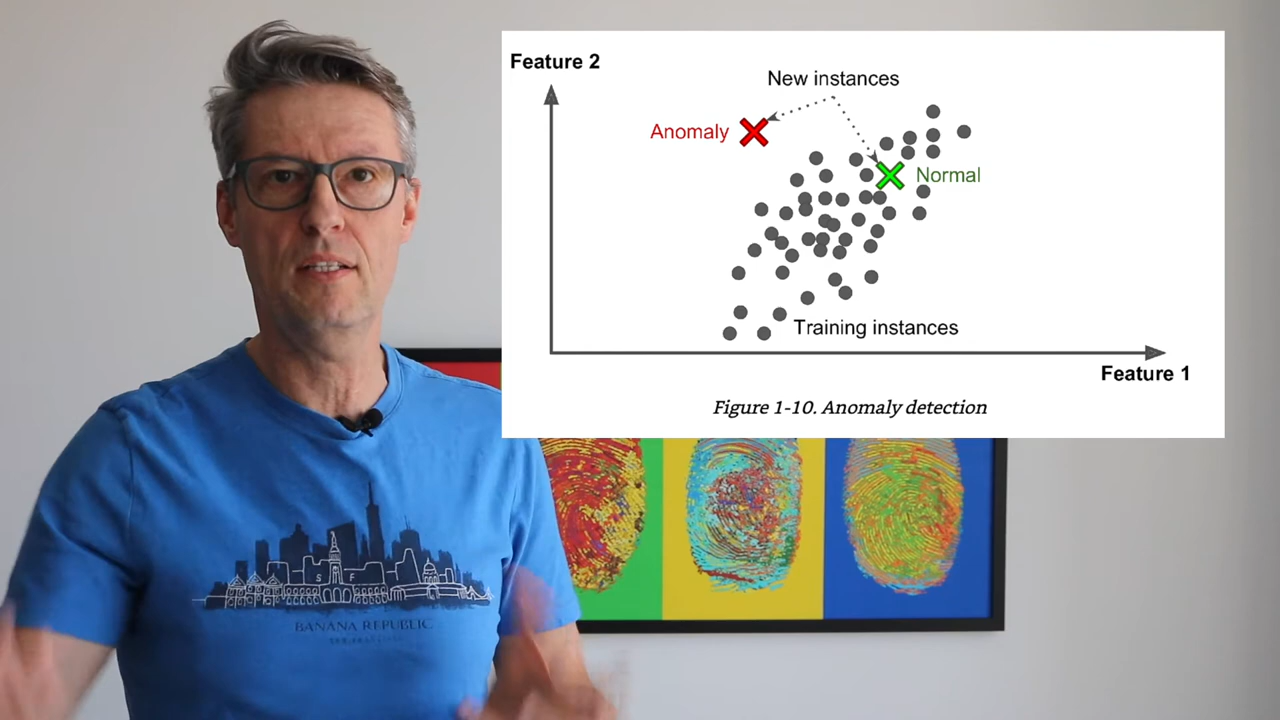 Feature 2
New instances
Anomaly
Normal
Training instances
Feature 1
Figure 1-10. Anomaly detection
S F
BANANA REPUBLIC